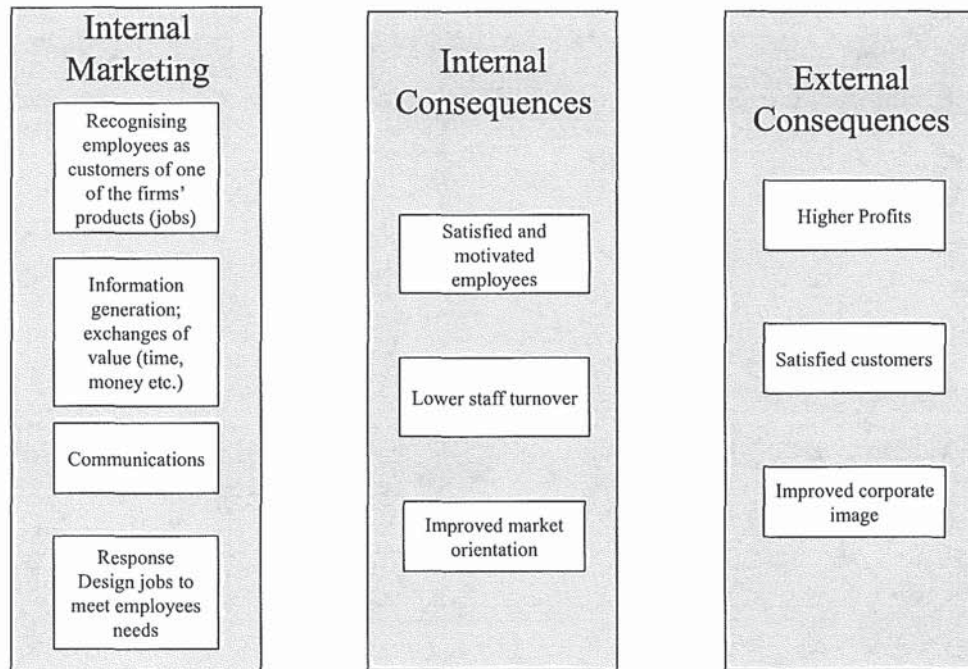 Internal
Marketing
Recognising
employees as
customers of one
of the firms'
products (jobs)
Information
generation;
exchanges of
value (time,
money etc.)
Communications
Response
Design jobs to
meet employees
needs
Internal
Consequences
Satisfied and
motivated
employees
Lower staff turnover
Improved market
orientation
External
Consequences
Higher Profits
Satisfied customers
Improved corporate
image